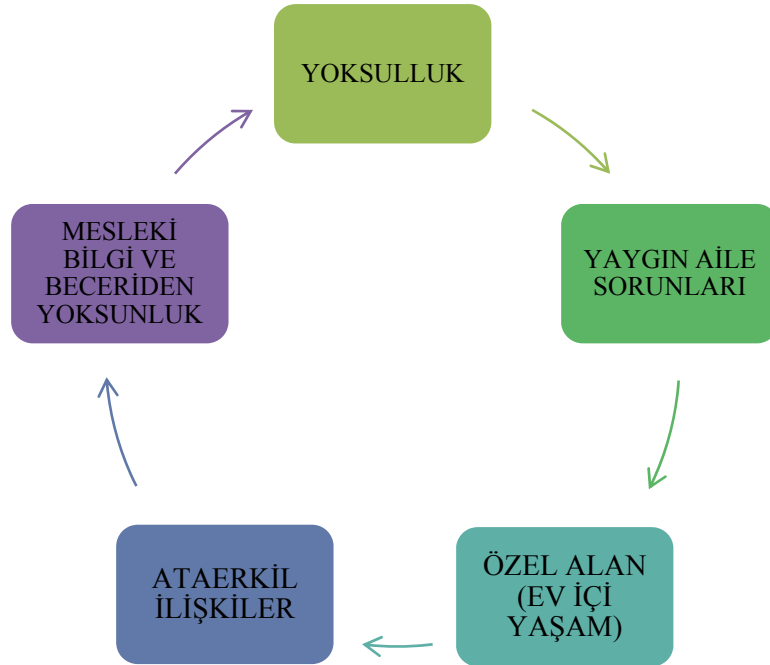 YOKSULLUK
YAYGIN AİLE
SORUNLARI
ÖZEL ALAN
(EV İÇİ
YAŞAM)
ATAERKİL
İLİŞKİLER
MESLEKİ
BİLGİ VE
BECERİDEN
YOKSUNLUK